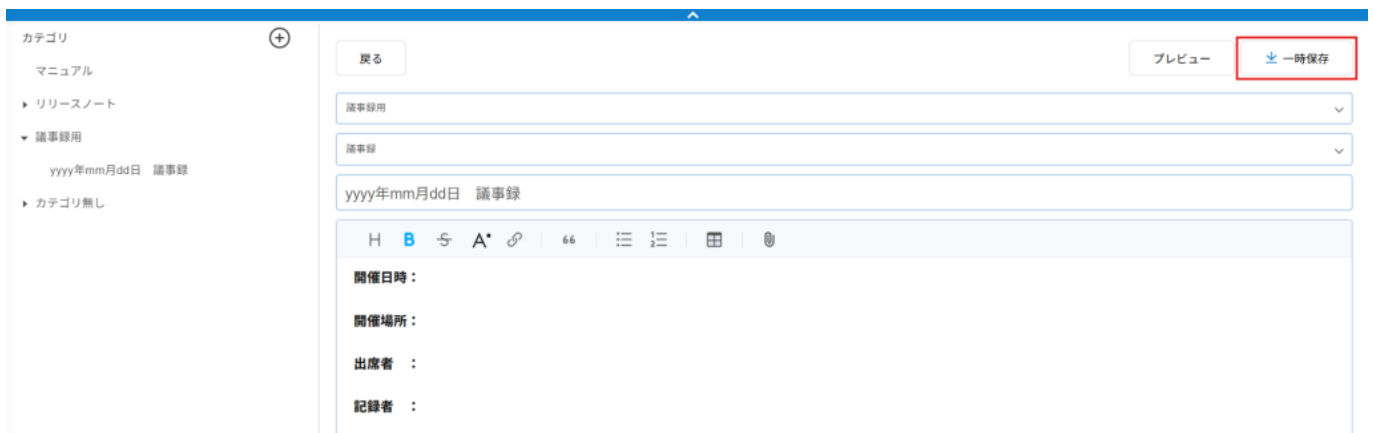 カテゴリ
マニュアル
リリースノート
議事録用
yyyy年mm月dd日　議事録
カテゴリ無し
戻る
プレビュー
一時保存
議事録用
議事録
yyyy年mm月dd日　議事録
H B S A 66
開催日時：
開催場所：
出席者　：
記録者　：